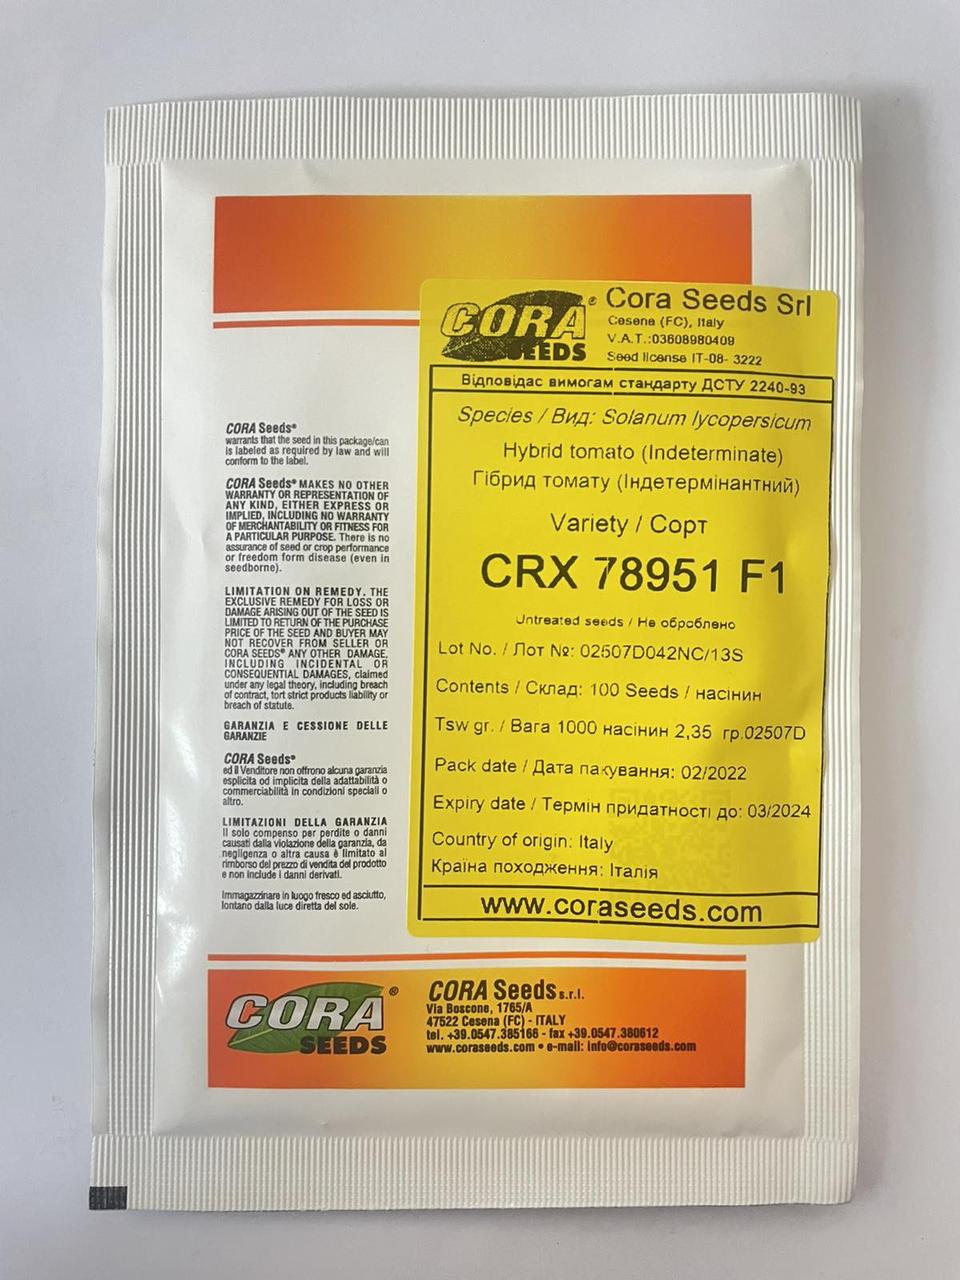 CORA®
SEEDS
Cora Seeds Srl
Cesena (FC), Italy
V.A.T.:03608980409
Seed license IT-08- 3222
Відповідає вимогам стандарту ДСТУ 2240-93
Species / Вид: Solanum lycopersicum
Hybrid tomato (Indeterminate)
Гібрид томату (Індетермінантний)
Variety / Сорт
CRX 78951 F1
Untreated seeds / Не оброблено
Lot No. / Лот №: 02507D042NC/13S
Contents / Склад: 100 Seeds / насінин
Tsw gr. / Вага 1000 насінин 2,35 гр.02507D
Pack date / Дата пакування: 02/2022
Expiry date / Термін придатності до: 03/2024
Country of origin: Italy
Країна походження: Італія
www.coraseeds.com
CORA Seeds®
warrants that the seed in this package/can
is labeled as required by law and will
conform to the label.
CORA Seeds® MAKES NO OTHER
WARRANTY OR REPRESENTATION OF
ANY KIND, EITHER EXPRESS OR
IMPLIED, INCLUDING NO WARRANTY
OF MERCHANTABILITY OR FITNESS FOR
A PARTICULAR PURPOSE. There is no
assurance of seed or crop performance
or freedom form disease (even in
seedborne).
LIMITATION ON REMEDY. THE
EXCLUSIVE REMEDY FOR LOSS OR
DAMAGE ARISING OUT OF THE SEED IS
LIMITED TO RETURN OF THE PURCHASE
PRICE OF THE SEED AND BUYER MAY
NOT RECOVER FROM SELLER OR
CORA SEEDS® ANY OTHER DAMAGE,
INCLUDING INCIDENTAL OR
CONSEQUENTIAL DAMAGES, claimed
under any legal theory, including breach
of contract, tort strict products liability or
breach of statute.
GARANZIA E CESSIONE DELLE
GARANZIE
CORA Seeds®
ed il Venditore non offrono alcuna garanzia
esplicita od implicita della adattabilità o
commerciabilità in condizioni speciali o
altro.
LIMITAZIONI DELLA GARANZIA
Il solo compenso per perdite o danni
causati dalla violazione della garanzia, da
negligenza o altra causa è limitato al
rimborso del prezzo di vendita del prodotto
e non include i danni derivati.
Immagazzinare in luogo fresco ed asciutto,
lontano dalla luce diretta del sole.
CORA®
SEEDS
CORA Seeds s.r.l.
Via Boscone, 1765/A
47522 Cesena (FC) - ITALY
tel. +39.0547.385166 - fax +39.0547.380612
www.coraseeds.com • e-mail: info@coraseeds.com